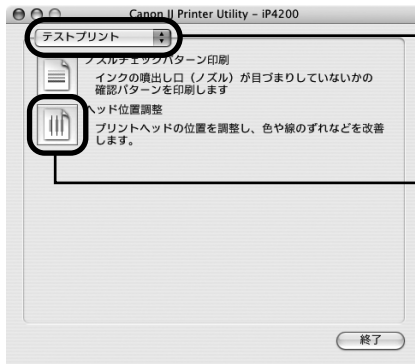 Canon IJ Printer Utility – iP4200
テストプリント
ノズルチェックパターン印刷
インクの噴出し口（ノズル）が目づまりしていないかの
確認パターンを印刷します
ヘッド位置調整
プリントヘッドの位置を調整し、色や線のずれなどを改善
します。
終了